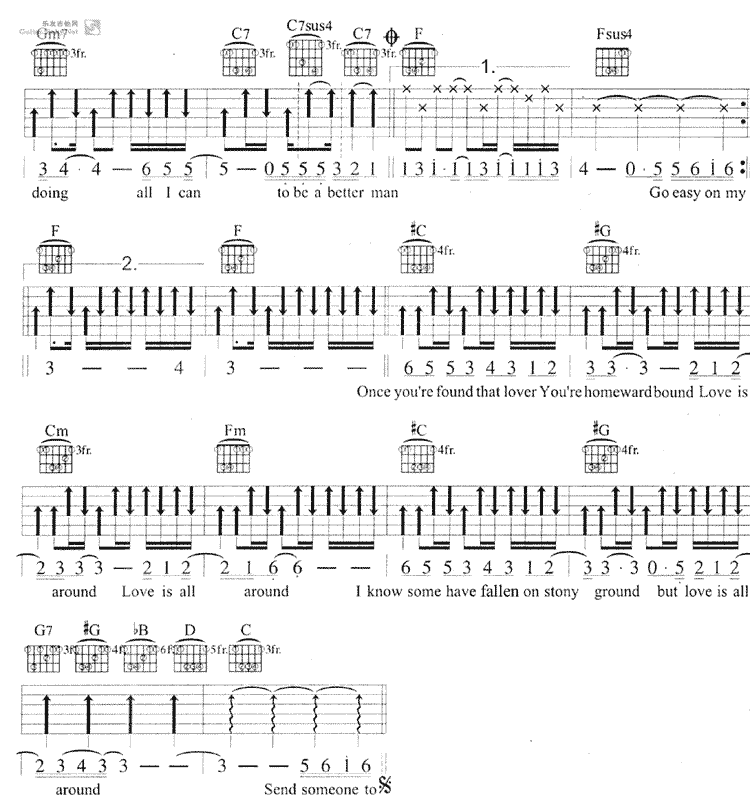 乐友吉他网
Gm7 C7 C7sus4 C7 F Fsus4
3fr. 3fr. 3fr. 3fr.
1.
3 4 · 4 — 6 5 5 5 — 0 5 5 5 3 2 1 1 3 i · i i 3 i i i i i 3 4 — 0 · 5 5 6 i 6
doing all I can to be a better man Go easy on my
F F #C #G
4fr. 4fr.
2.
3 — — 4 3 — — — 6 5 5 3 4 3 1 2 3 3 · 3 — 2 1 2
Once you're found that lover You're homeward bound Love is
Cm Fm #C #G
3fr. 4fr. 4fr.
2 3 3 3 — 2 1 2 2 1 6 6 — — 6 5 5 3 4 3 1 2 3 3 · 3 0 · 5 2 1 2
around Love is all around I know some have fallen on stony ground but love is all
G7 #G bB D C
3fr. 4fr. 6fr. 5fr. 3fr.
2 3 4 3 3 — — 3 — — 5 6 i 6
around Send someone to